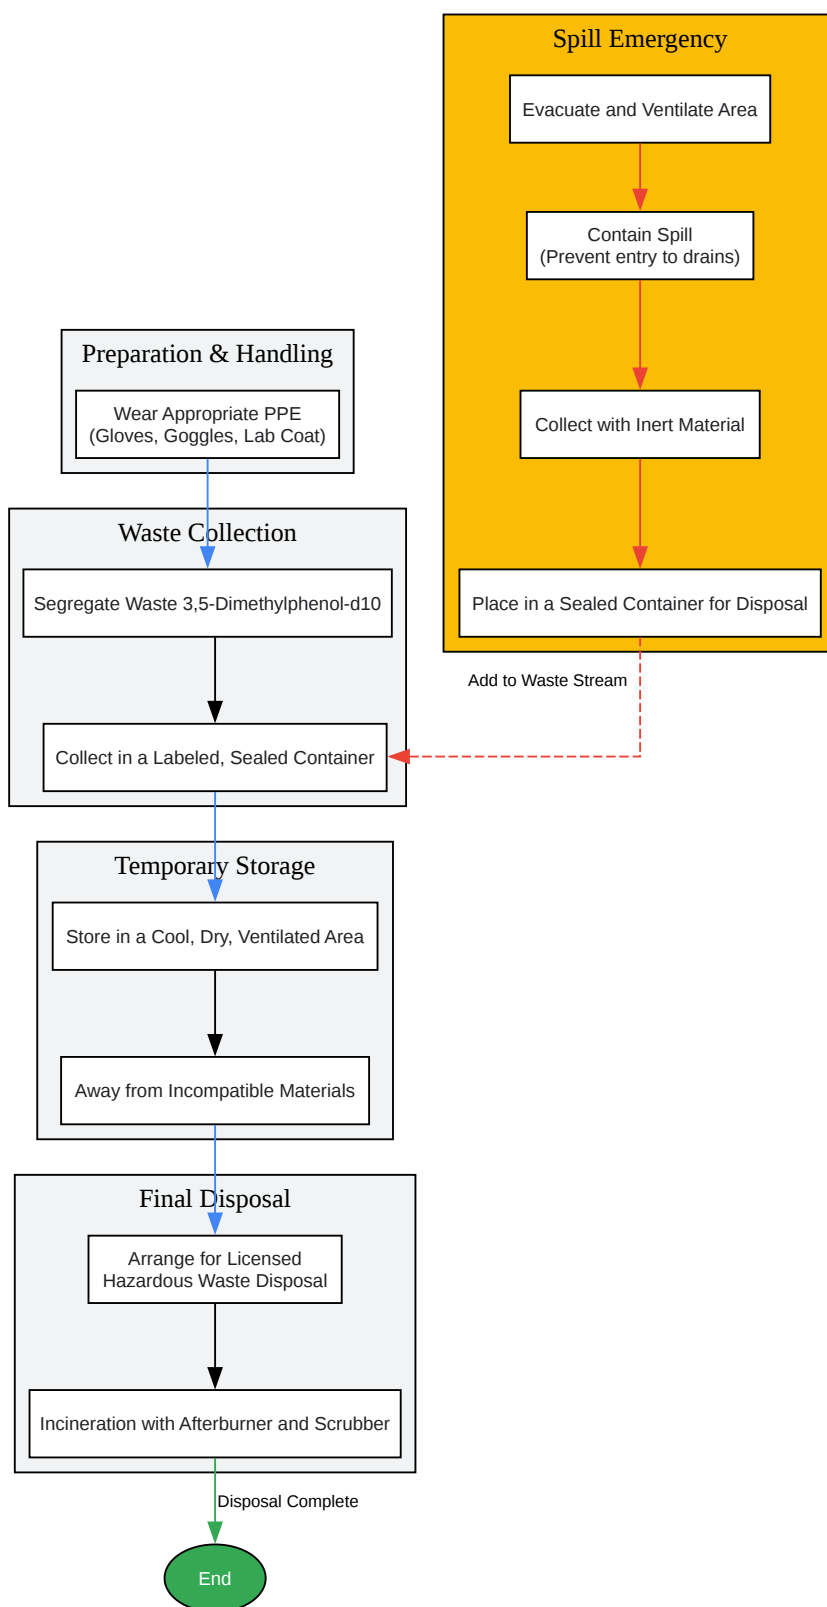 Spill Emergency
Evacuate and Ventilate Area
Contain Spill
(Prevent entry to drains)
Collect with Inert Material
Place in a Sealed Container for Disposal
Add to Waste Stream
Preparation & Handling
Wear Appropriate PPE
(Gloves, Goggles, Lab Coat)
Waste Collection
Segregate Waste 3,5-Dimethylphenol-d10
Collect in a Labeled, Sealed Container
Temporary Storage
Store in a Cool, Dry, Ventilated Area
Away from Incompatible Materials
Final Disposal
Arrange for Licensed
Hazardous Waste Disposal
Incineration with Afterburner and Scrubber
Disposal Complete
End